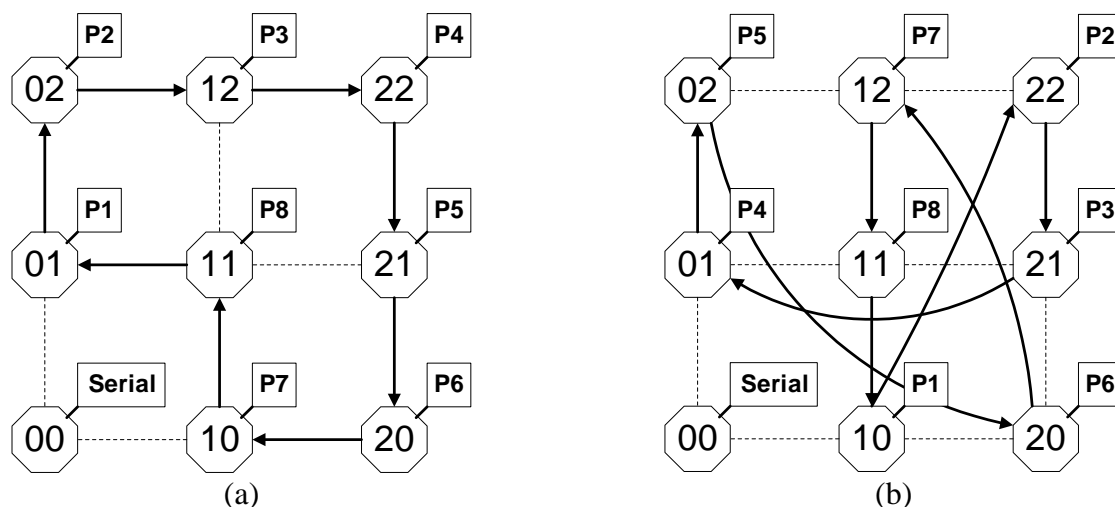 P2 P3 P4
02 12 22
P1 P8 P5
01 11 21
Serial P7 P6
00 10 20
(a)
P5 P7 P2
02 12 22
P4 P8 P3
01 11 21
Serial P1 P6
00 10 20
(b)